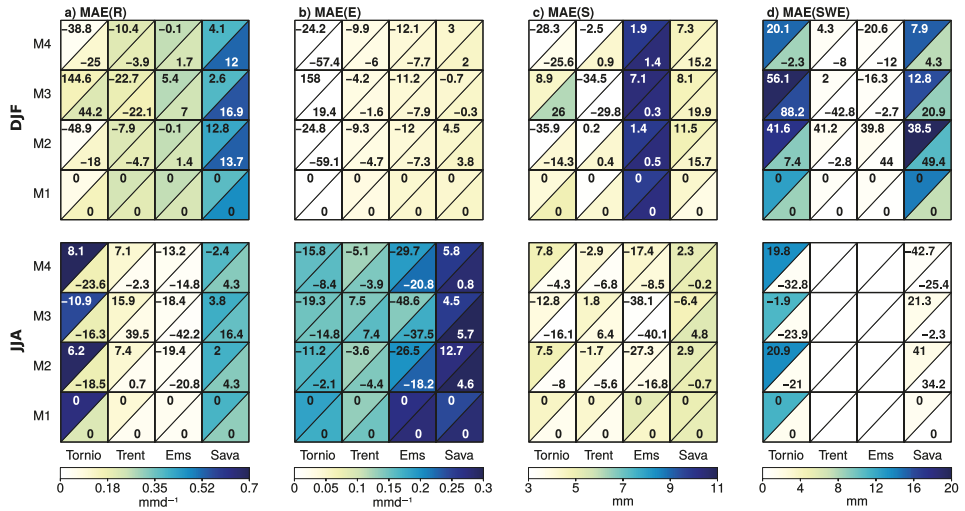 a) MAE(R) b) MAE(E) c) MAE(S) d) MAE(SWE)
DJF
M4 −38.8 −10.4 −0.1 4.1 −24.2 −9.9 −12.1 3 −28.3 −2.5 1.9 7.3 20.1 4.3 −20.6 7.9
−25 −3.9 1.7 12 −57.4 −6 −7.7 2 −25.6 0.9 1.4 15.2 −2.3 −8 −12 4.3
M3 144.6 −22.7 5.4 2.6 158 −4.2 −11.2 −0.7 8.9 −34.5 7.1 8.1 56.1 2 −16.3 12.8
44.2 −22.1 7 16.9 19.4 −1.6 −7.9 −0.3 26 −29.8 0.3 19.9 88.2 −42.8 −2.7 20.9
M2 −48.9 −7.9 −0.1 12.8 −24.8 −9.3 −12 4.5 −35.9 0.2 1.4 11.5 41.6 41.2 39.8 38.5
−18 −4.7 1.4 13.7 −59.1 −4.7 −7.3 3.8 −14.3 0.4 0.5 15.7 7.4 −2.8 44 49.4
M1 0 0 0 0 0 0 0 0 0 0 0 0 0 0
0 0 0 0 0 0 0 0 0 0 0 0 0 0
JJA
M4 8.1 7.1 −13.2 −2.4 −15.8 −5.1 −29.7 5.8 7.8 −2.9 −17.4 2.3 19.8 −42.7
−23.6 −2.3 −14.8 4.3 −8.4 −3.9 −20.8 0.8 −4.3 −6.8 −8.5 −0.2 −32.8 −25.4
M3 −10.9 15.9 −18.4 3.8 −19.3 7.5 −48.6 4.5 −12.8 1.8 −38.1 −6.4 −1.9 21.3
−16.3 39.5 −42.2 16.4 −14.8 7.4 −37.5 5.7 −16.1 6.4 −40.1 4.8 −23.9 −2.3
M2 6.2 7.4 −19.4 2 −11.2 −3.6 −26.5 12.7 7.5 −1.7 −27.3 2.9 20.9 41
−18.5 0.7 −20.8 4.3 −2.1 −4.4 −18.2 4.6 −8 −5.6 −16.8 −0.7 −21 34.2
M1 0 0 0 0 0 0 0 0 0 0 0 0 0 0
0 0 0 0 0 0 0 0 0 0 0 0 0 0
Tornio Trent Ems Sava Tornio Trent Ems Sava Tornio Trent Ems Sava Tornio Trent Ems Sava
0 0.18 0.35 0.52 0.7 0 0.05 0.1 0.15 0.2 0.25 0.3 3 5 7 9 11 0 4 8 12 16 20
mmd⁻¹ mmd⁻¹ mm mm